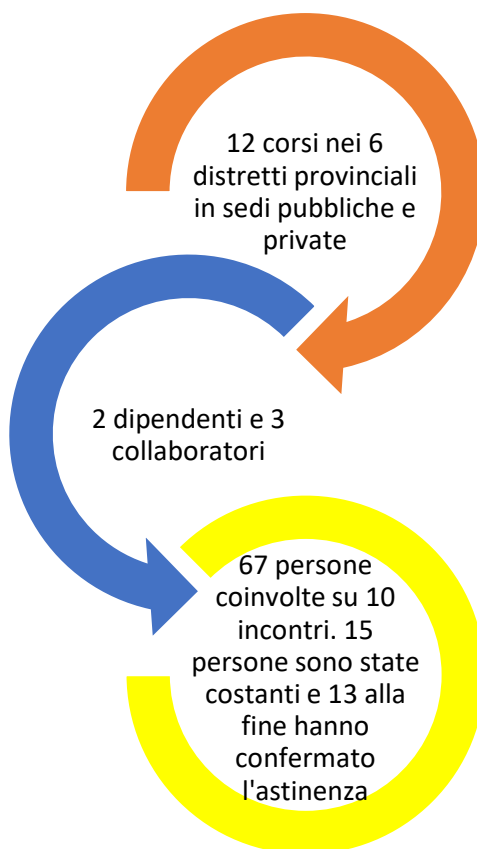 12 corsi nei 6
distretti provinciali
in sedi pubbliche e
private
2 dipendenti e 3
collaboratori
67 persone
coinvolte su 10
incontri. 15
persone sono state
costanti e 13 alla
fine hanno
confermato
l'astinenza